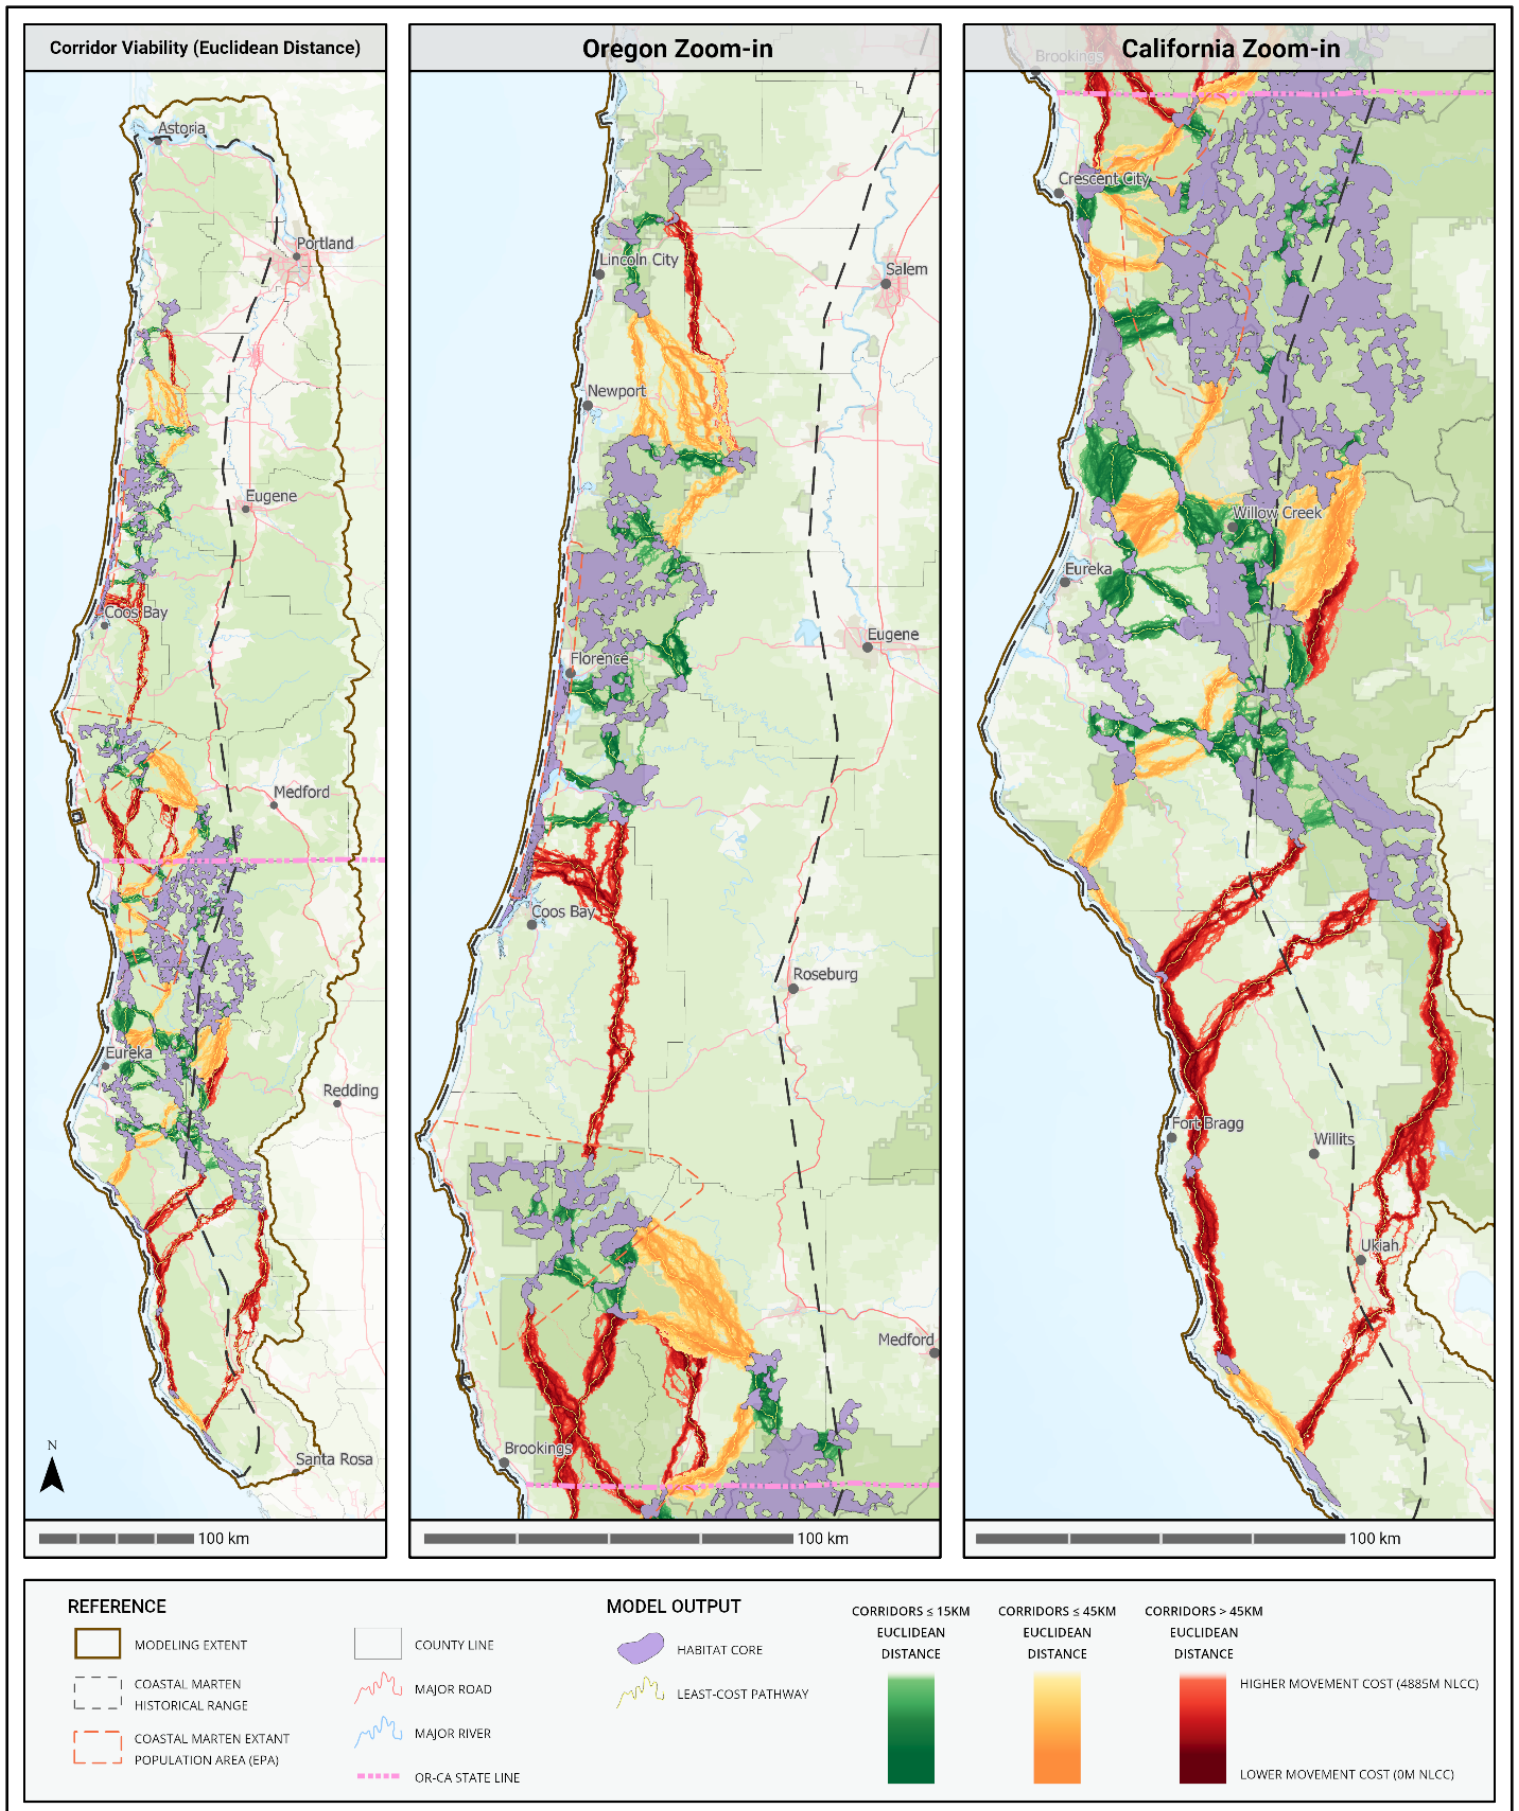 Corridor Viability (Euclidean Distance)
Astoria
Portland
Eugene
Coos Bay
Medford
Eureka
Redding
Santa Rosa
N
100 km
Oregon Zoom-in
Lincoln City
Salem
Newport
Eugene
Florence
Coos Bay
Roseburg
Medford
Brookings
100 km
California Zoom-in
Brookings
Crescent City
Willow Creek
Eureka
Fort Bragg
Willits
Ukiah
100 km
REFERENCE
MODELING EXTENT
COASTAL MARTEN
HISTORICAL RANGE
COASTAL MARTEN EXTANT
POPULATION AREA (EPA)
COUNTY LINE
MAJOR ROAD
MAJOR RIVER
OR-CA STATE LINE
MODEL OUTPUT
HABITAT CORE
LEAST-COST PATHWAY
CORRIDORS ≤ 15KM
EUCLIDEAN
DISTANCE
CORRIDORS ≤ 45KM
EUCLIDEAN
DISTANCE
CORRIDORS > 45KM
EUCLIDEAN
DISTANCE
HIGHER MOVEMENT COST (4885M NLCC)
LOWER MOVEMENT COST (0M NLCC)